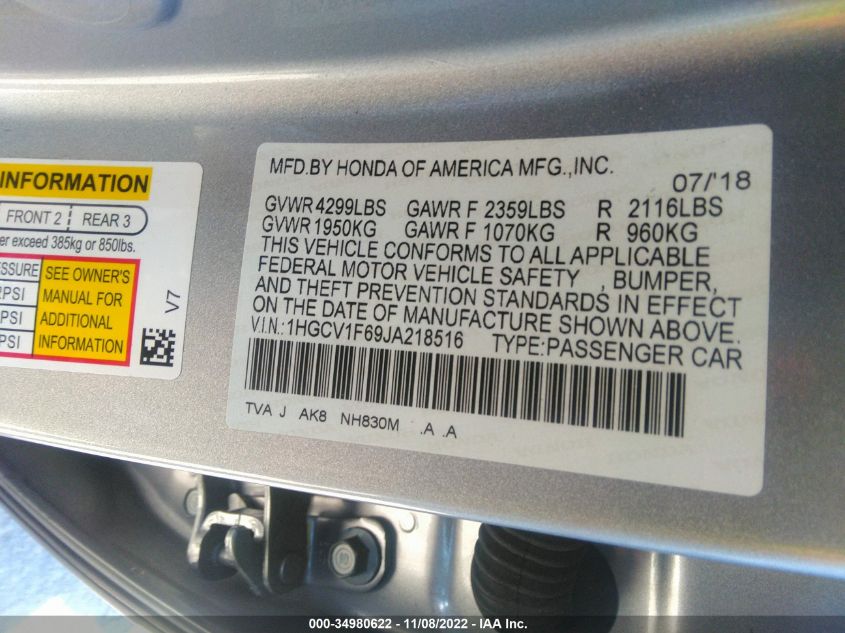 INFORMATION
FRONT 2 REAR 3
exceed 385kg or 850lbs.
SEE OWNER'S
MANUAL FOR
ADDITIONAL
INFORMATION
PSI
PSI
PSI
V7
MFD.BY HONDA OF AMERICA MFG.,INC. 07/'18
GVWR 4299LBS GAWR F 2359LBS R 2116LBS
GVWR 1950KG GAWR F 1070KG R 960KG
THIS VEHICLE CONFORMS TO ALL APPLICABLE
FEDERAL MOTOR VEHICLE SAFETY , BUMPER,
AND THEFT PREVENTION STANDARDS IN EFFECT
ON THE DATE OF MANUFACTURE SHOWN ABOVE.
V.I.N.:1HGCV1F69JA218516 TYPE:PASSENGER CAR
TVA J AK8 NH830M .A .A
000-34980622 - 11/08/2022 - IAA Inc.